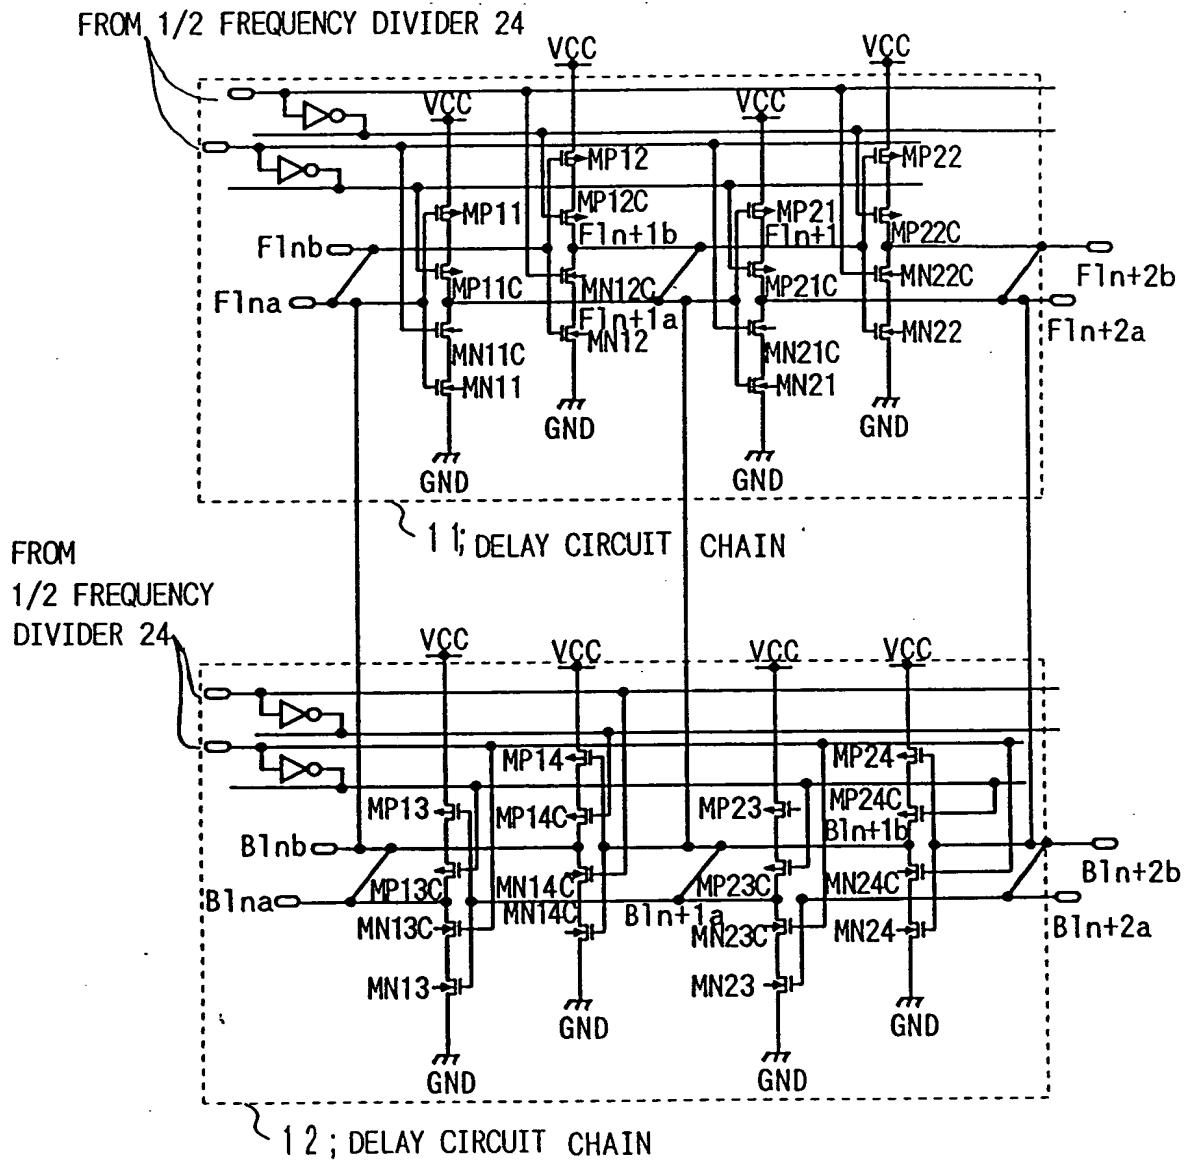 FROM 1/2 FREQUENCY DIVIDER 24
VCC
VCC
VCC
VCC
MP12
MP22
MP11
MP12C
MP21
Flnb
Fln+1b
Fln+1
MP22C
Fln+2b
MP11C
MN12C
MP21C
MN22C
Flna
Fln+1a
Fln+2a
MN11C
MN12
MN21C
MN22
MN11
MN21
GND
GND
GND
GND
11; DELAY CIRCUIT CHAIN
FROM
1/2 FREQUENCY
DIVIDER 24
VCC
VCC
VCC
VCC
MP14
MP24
MP13
MP14C
MP23
MP24C
Blnb
Bln+1b
Bln+2b
MP13C
MN14C
MP23C
MN24C
Blna
MN14C
Bln+1a
Bln+2a
MN13C
MN23C
MN24
MN13
MN23
GND
GND
GND
GND
12; DELAY CIRCUIT CHAIN